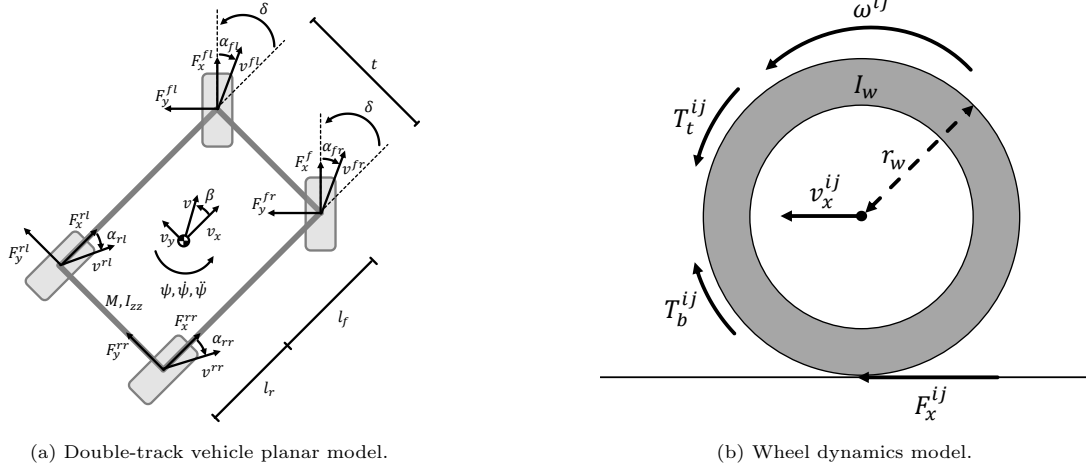 δ
α_{fl}
F_x^{fl}
v^{fl}
t
F_y^{fl}
δ
F_x^{f}
α_{fr}
v^{fr}
F_y^{fr}
v
β
v_x
v_y
F_x^{rl}
F_y^{rl}
α_{rl}
v^{rl}
ψ, ψ̇, ψ̈
M, I_{zz}
F_x^{rr}
F_y^{rr}
α_{rr}
v^{rr}
l_f
l_r
(a) Double-track vehicle planar model.
ω^{ij}
I_w
T_t^{ij}
r_w
v_x^{ij}
T_b^{ij}
F_x^{ij}
(b) Wheel dynamics model.